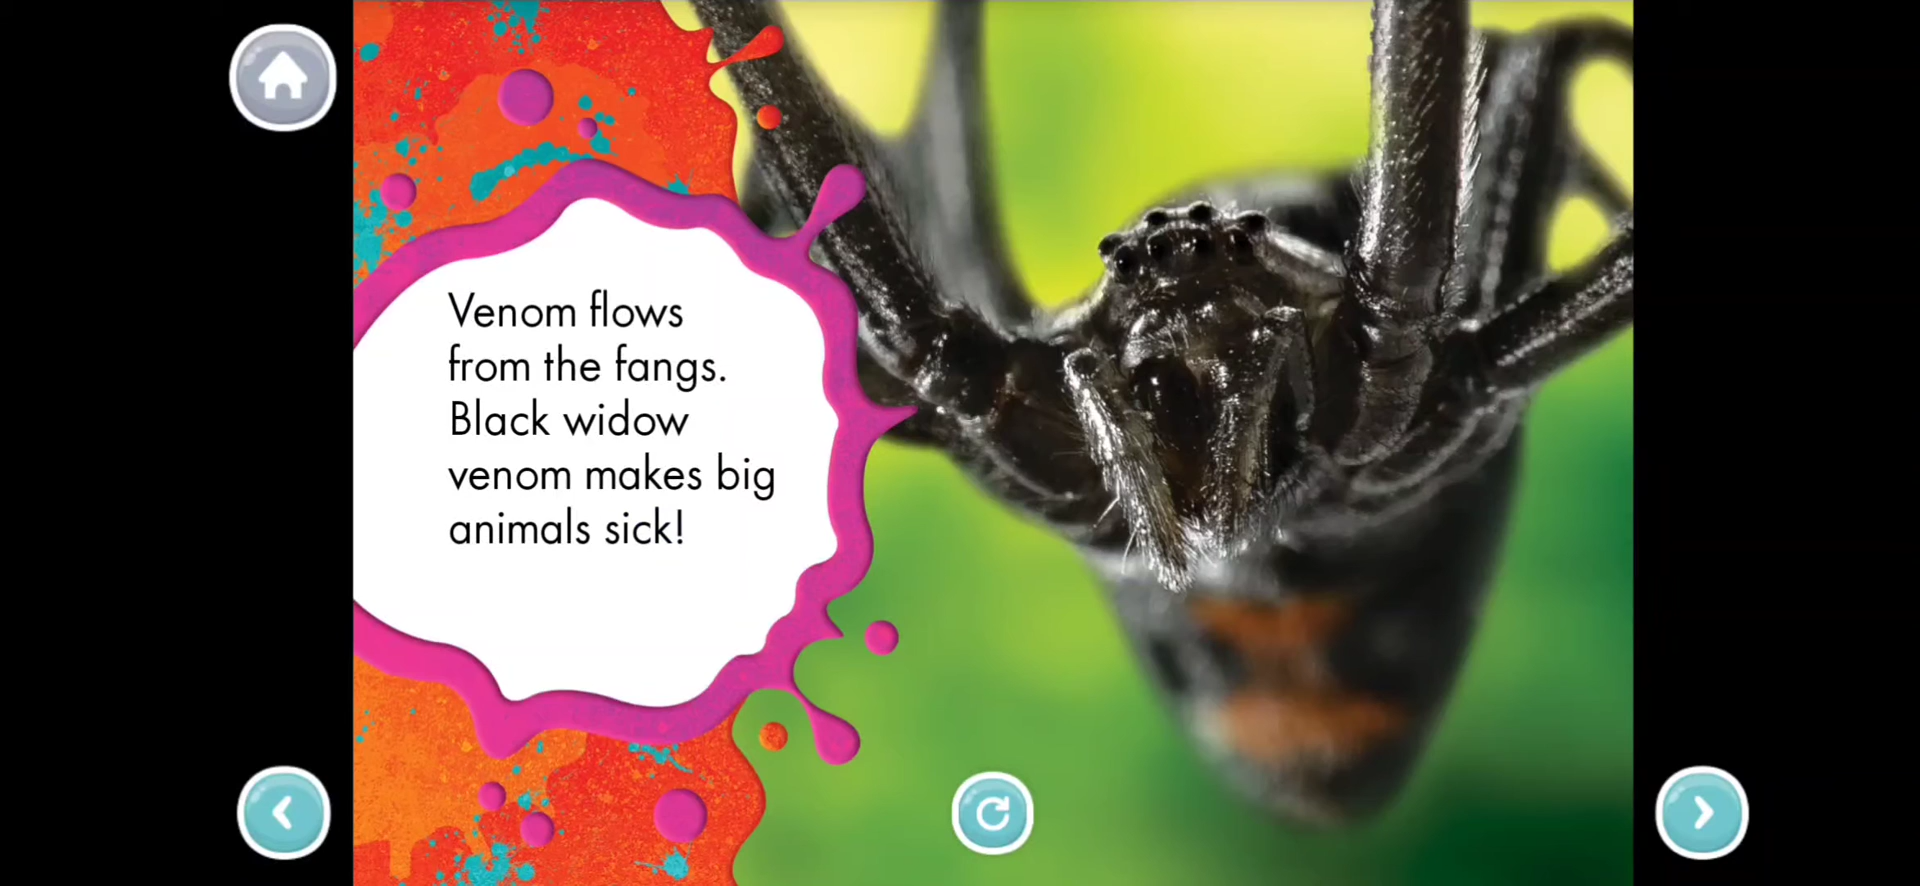 Venom flows
from the fangs.
Black widow
venom makes big
animals sick!